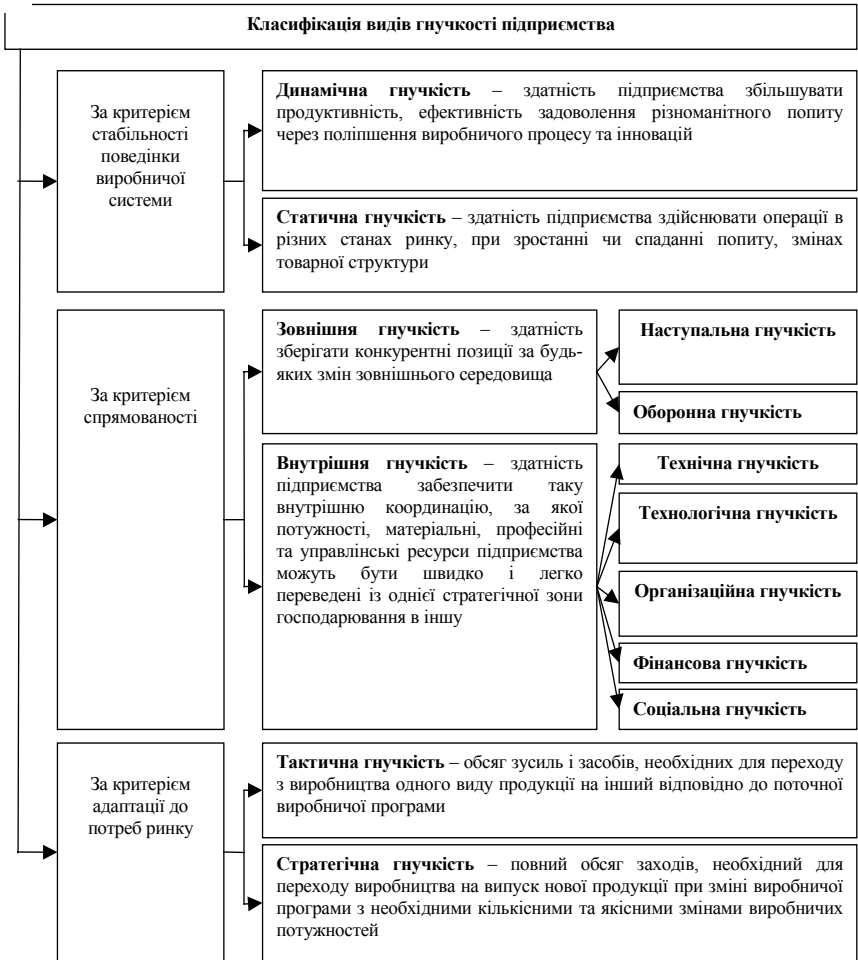 Класифікація видів гнучкості підприємства
За критерієм
стабільності
поведінки
виробничої
системи
Динамічна гнучкість – здатність підприємства збільшувати
продуктивність, ефективність задоволення різноманітного попиту
через поліпшення виробничого процесу та інновацій
Статична гнучкість – здатність підприємства здійснювати операції в
різних станах ринку, при зростанні чи спаданні попиту, змінах
товарної структури
За критерієм
спрямованості
Зовнішня гнучкість – здатність
зберігати конкурентні позиції за будь-
яких змін зовнішнього середовища
Наступальна гнучкість
Оборонна гнучкість
Внутрішня гнучкість – здатність
підприємства забезпечити таку
внутрішню координацію, за якої
потужності, матеріальні, професійні
та управлінські ресурси підприємства
можуть бути швидко і легко
переведені із однієї стратегічної зони
господарювання в іншу
Технічна гнучкість
Технологічна гнучкість
Організаційна гнучкість
Фінансова гнучкість
Соціальна гнучкість
За критерієм
адаптації до
потреб ринку
Тактична гнучкість – обсяг зусиль і засобів, необхідних для переходу
з виробництва одного виду продукції на інший відповідно до поточної
виробничої програми
Стратегічна гнучкість – повний обсяг заходів, необхідний для
переходу виробництва на випуск нової продукції при зміні виробничої
програми з необхідними кількісними та якісними змінами виробничих
потужностей